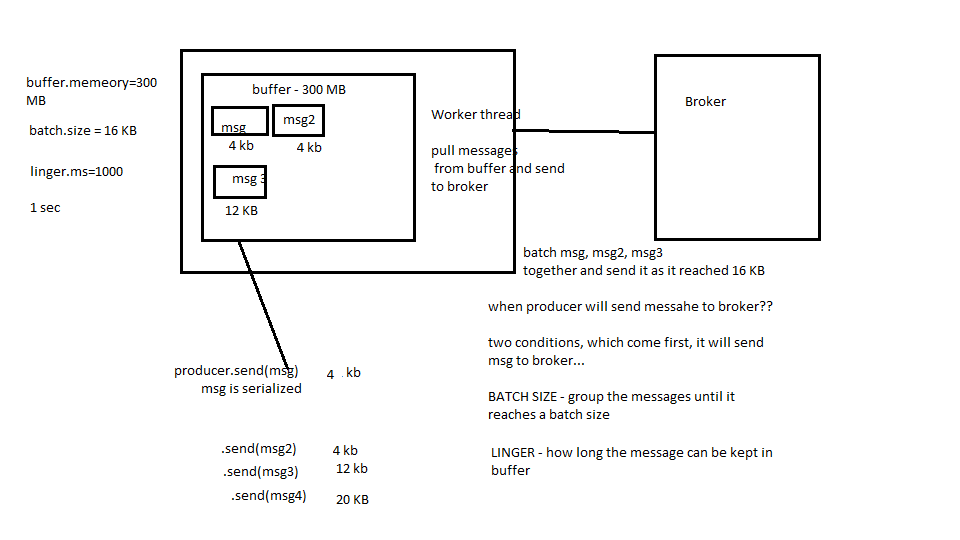 buffer.memeory=300
MB
batch.size = 16 KB
linger.ms=1000
1 sec
buffer - 300 MB
msg
msg2
4 kb
4 kb
msg 3
12 KB
Worker thread
pull messages
from buffer and send
to broker
Broker
batch msg, msg2, msg3
together and send it as it reached 16 KB
when producer will send messahe to broker??
two conditions, which come first, it will send
msg to broker...
BATCH SIZE - group the messages until it
reaches a batch size
LINGER - how long the message can be kept in
buffer
producer.send(msg)
4 . kb
msg is serialized
.send(msg2)
4 kb
.send(msg3)
12 kb
.send(msg4)
20 KB